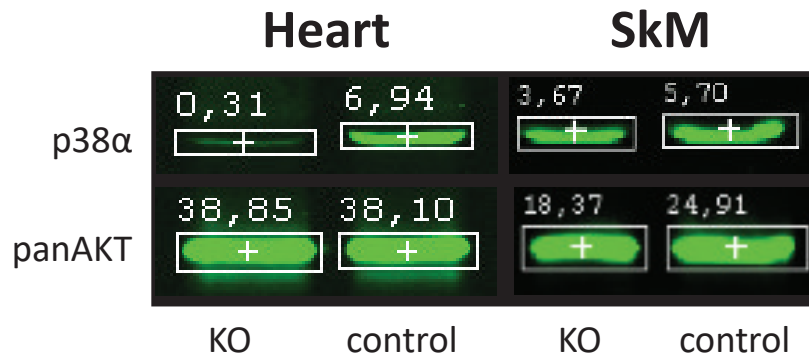 Heart SkM
p38α 0,31 6,94 3,67 5,70
panAKT 38,85 38,10 18,37 24,91
KO control KO control